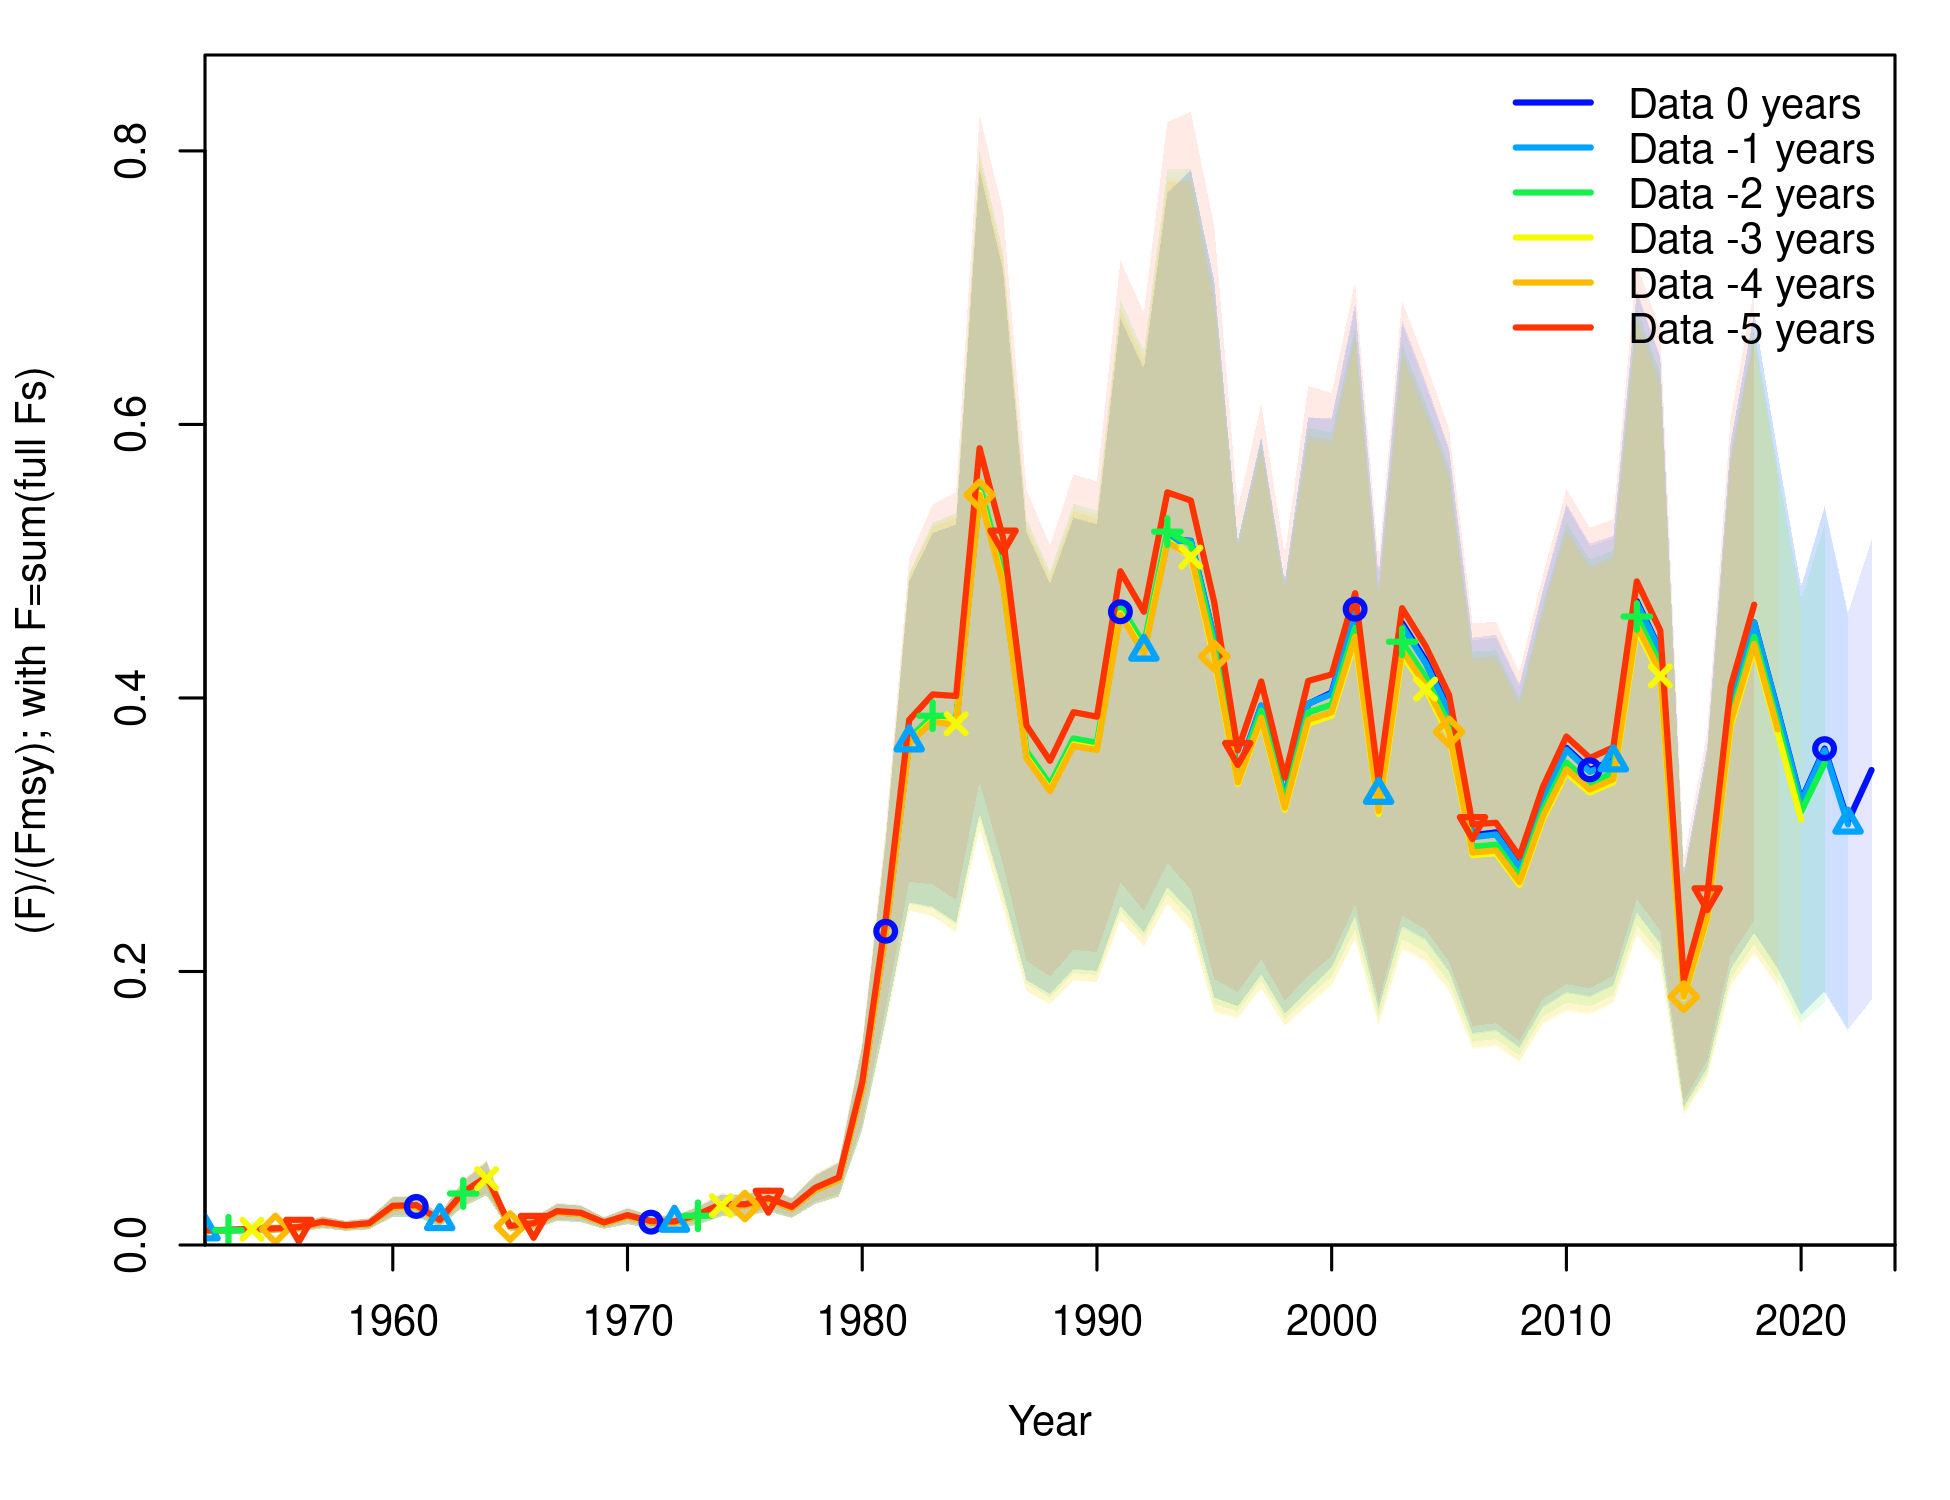 Data 0 years
Data -1 years
Data -2 years
Data -3 years
Data -4 years
Data -5 years
(F)/(Fmsy); with F=sum(full Fs)
0.8
0.6
0.4
0.2
0.0
1960 1970 1980 1990 2000 2010 2020
Year